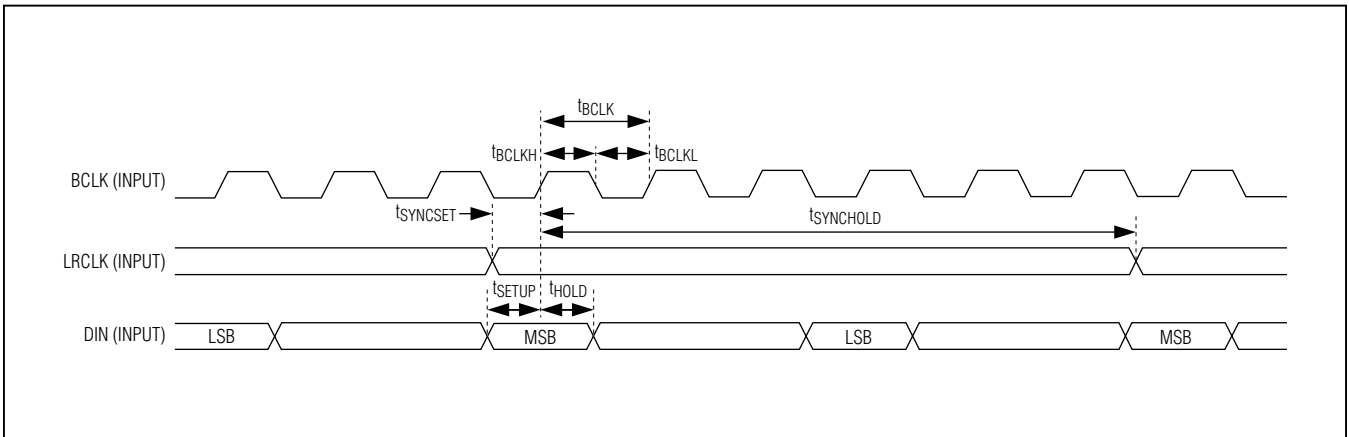 tBCLK
tBCLKH
tBCLKL
BCLK (INPUT)
tSYNCSET
tSYNCHOLD
LRCLK (INPUT)
tSETUP
tHOLD
DIN (INPUT)
LSB
MSB
LSB
MSB